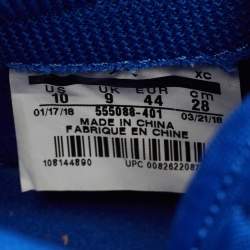 XC
US UK EUR cm
10 9 44 28
01/17/18 555088-401 03/21/18
MADE IN CHINA
FABRIQUE EN CHINE
108144890 UPC 00826220